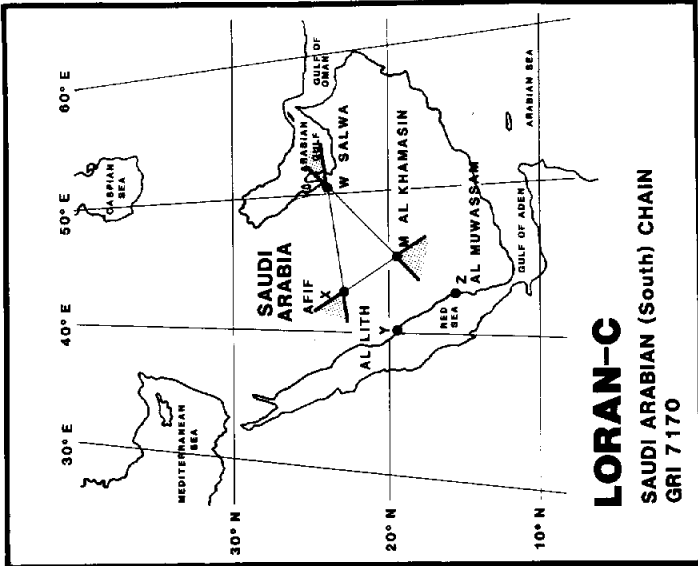 30° E 40° E 50° E 60° E
CASPIAN
SEA
MEDITERRANEAN
SEA
30° N
SAUDI
ARABIA
AFIF
X
ARABIAN
GULF
GULF OF
OMAN
W SALWA
AL LITH
Y
20° N
M AL KHAMASIN
RED
SEA
Z
AL MUWASSAM
GULF OF ADEN
ARABIAN SEA
10° N
LORAN-C
SAUDI ARABIAN (South) CHAIN
GRI 7170